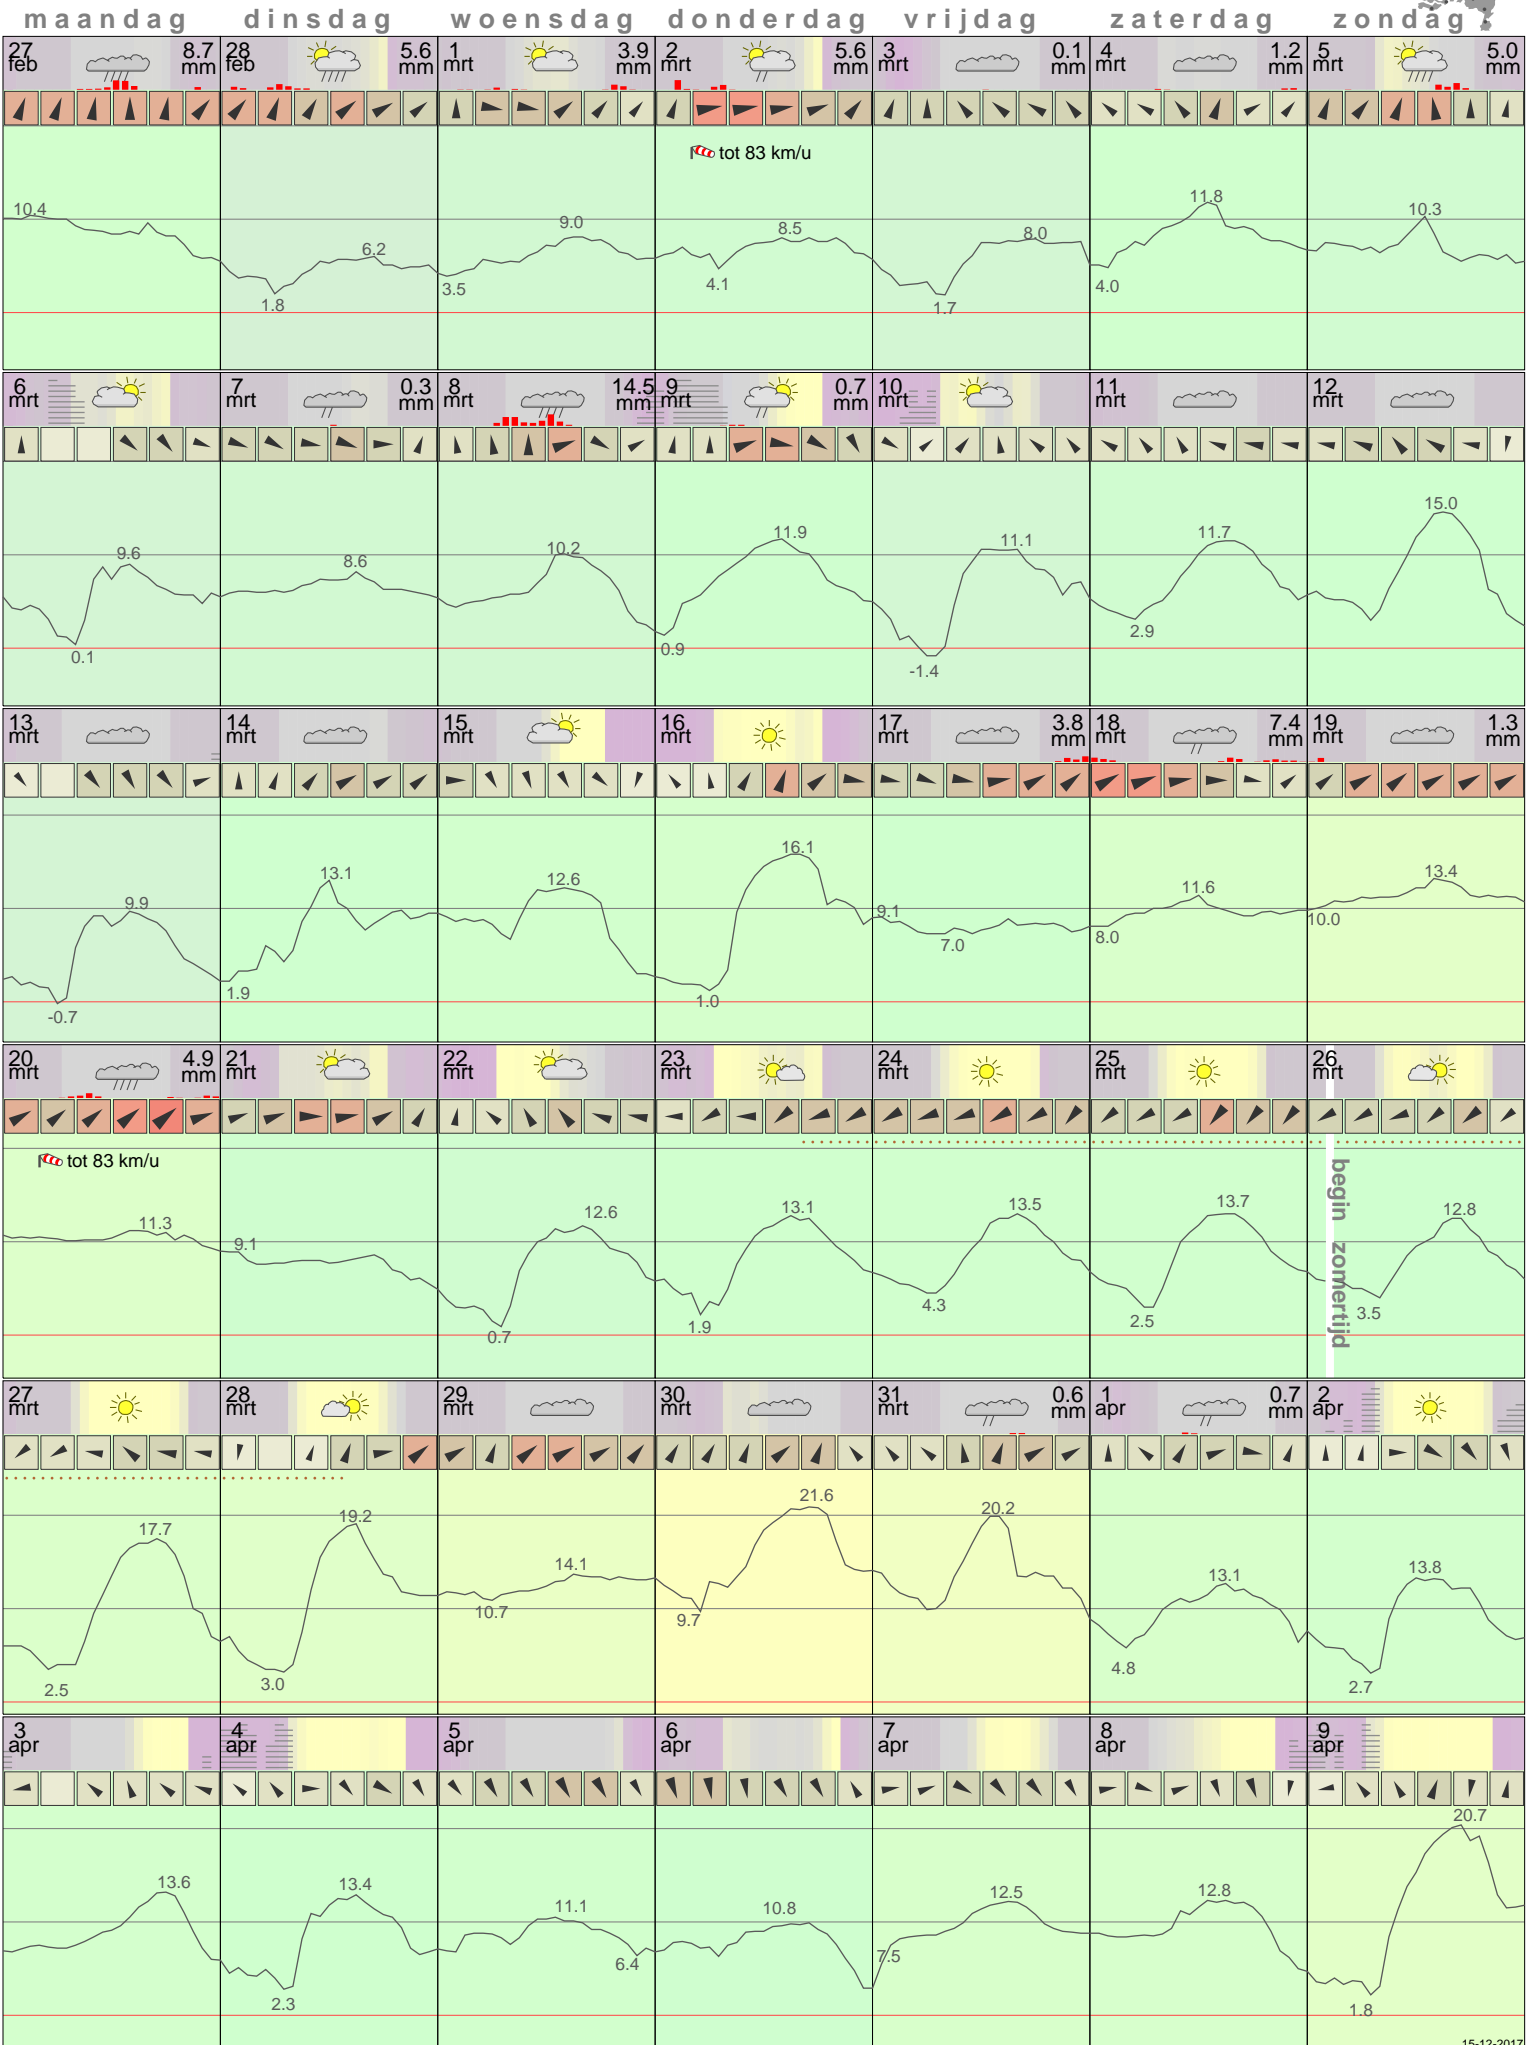 maandag dinsdag woensdag donderdag vrijdag zaterdag zondag
27 feb 8.7 mm 28 feb 5.6 mm 1 mrt 3.9 mm 2 mrt 5.6 mm 3 mrt 0.1 mm 4 mrt 1.2 mm 5 mrt 5.0 mm
tot 83 km/u
10.4 1.8 6.2 3.5 9.0 4.1 8.5 1.7 8.0 4.0 11.8 10.3
6 mrt 7 mrt 0.3 mm 8 mrt 14.5 mm 9 mrt 0.7 mm 10 mrt 11 mrt 12 mrt
0.1 9.6 8.6 10.2 0.9 11.9 -1.4 11.1 2.9 11.7 15.0
13 mrt 14 mrt 15 mrt 16 mrt 17 mrt 3.8 mm 18 mrt 7.4 mm 19 mrt 1.3 mm
-0.7 9.9 1.9 13.1 12.6 1.0 16.1 9.1 7.0 8.0 11.6 10.0 13.4
20 mrt 4.9 mm 21 mrt 22 mrt 23 mrt 24 mrt 25 mrt 26 mrt
tot 83 km/u
begin zomertijd
11.3 9.1 0.7 12.6 1.9 13.1 4.3 13.5 2.5 13.7 3.5 12.8
27 mrt 28 mrt 29 mrt 30 mrt 31 mrt 0.6 mm 1 apr 0.7 mm 2 apr
2.5 17.7 3.0 19.2 10.7 14.1 9.7 21.6 20.2 4.8 13.1 2.7 13.8
3 apr 4 apr 5 apr 6 apr 7 apr 8 apr 9 apr
13.6 2.3 13.4 11.1 6.4 10.8 7.5 12.5 12.8 1.8 20.7
15-12-2017